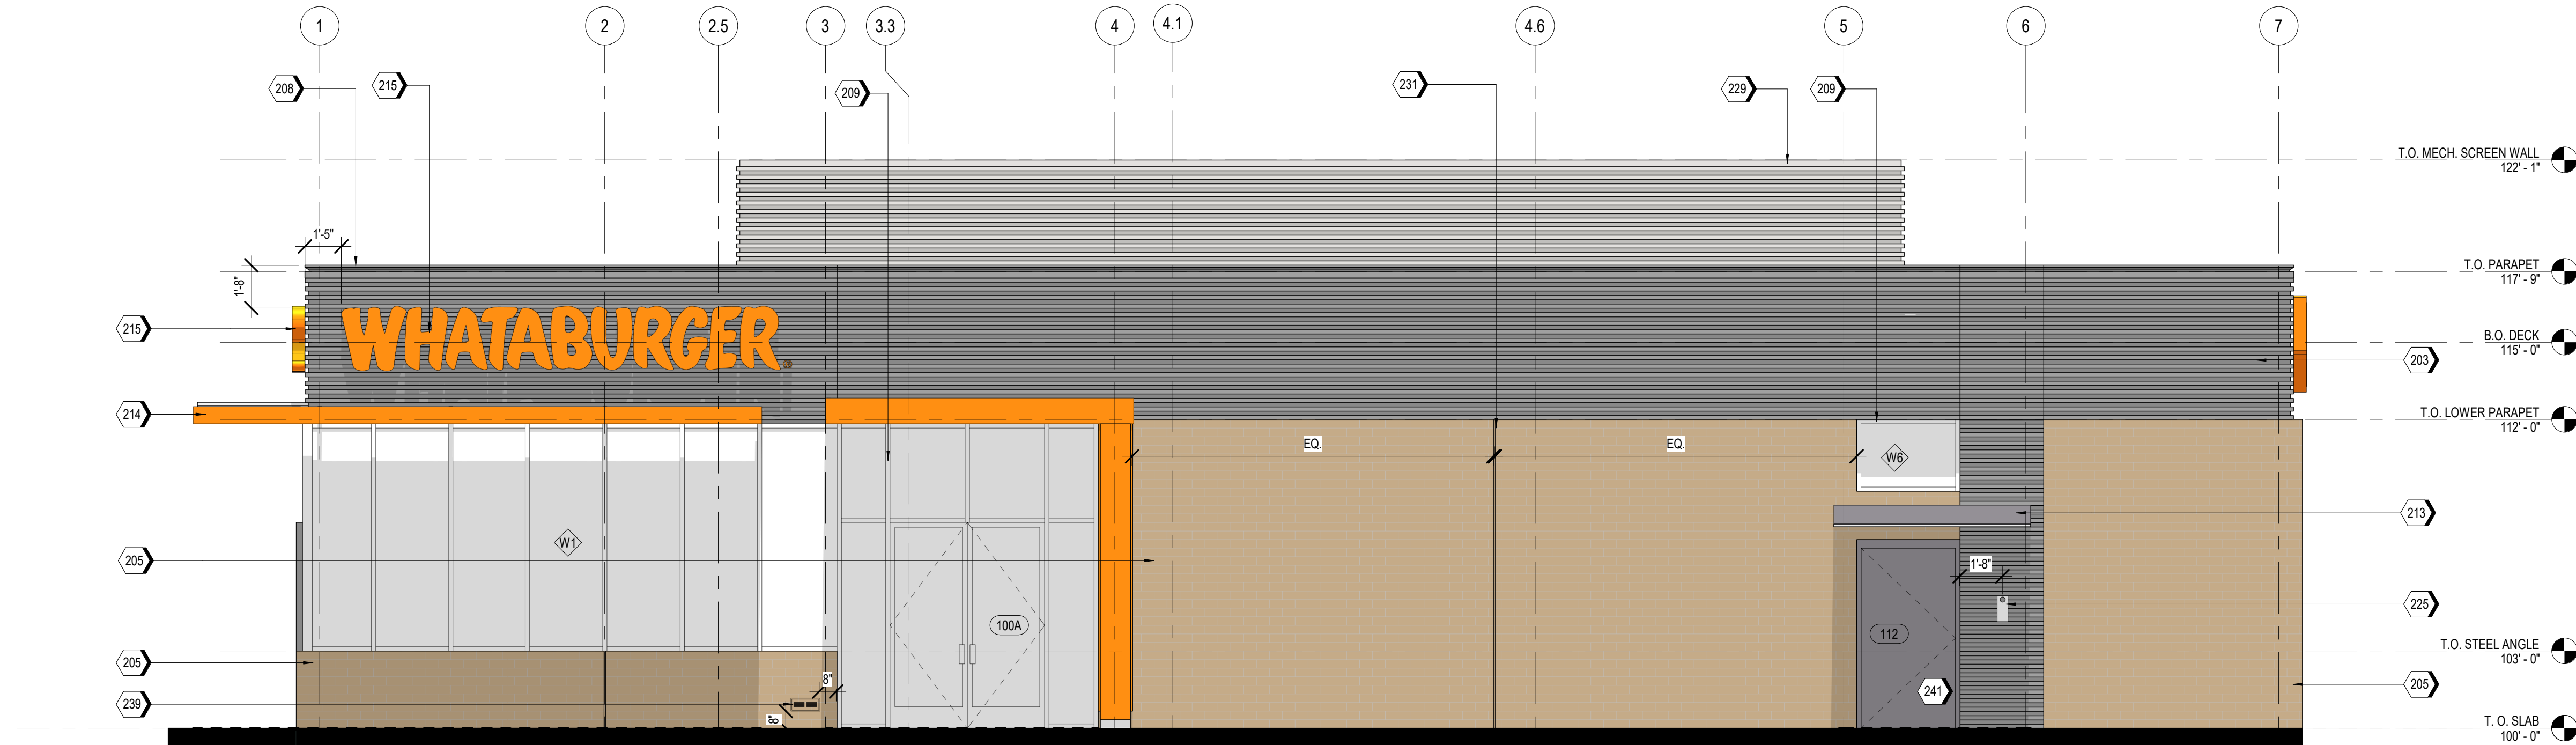 1 2 2.5 3 3.3 4 4.1 4.6 5 6 7
208 215 209 231 229 209
T.O. MECH. SCREEN WALL
122' - 1"
1'-5"
T.O. PARAPET
117' - 9"
1'-8"
215
WHATABURGER
B.O. DECK
115' - 0"
203
214
T.O. LOWER PARAPET
112' - 0"
EQ. EQ.
W6
213
W1
205
1'-8"
225
100A
112
T.O. STEEL ANGLE
103' - 0"
205
8"
241
205
239
8"
T. O. SLAB
100' - 0"